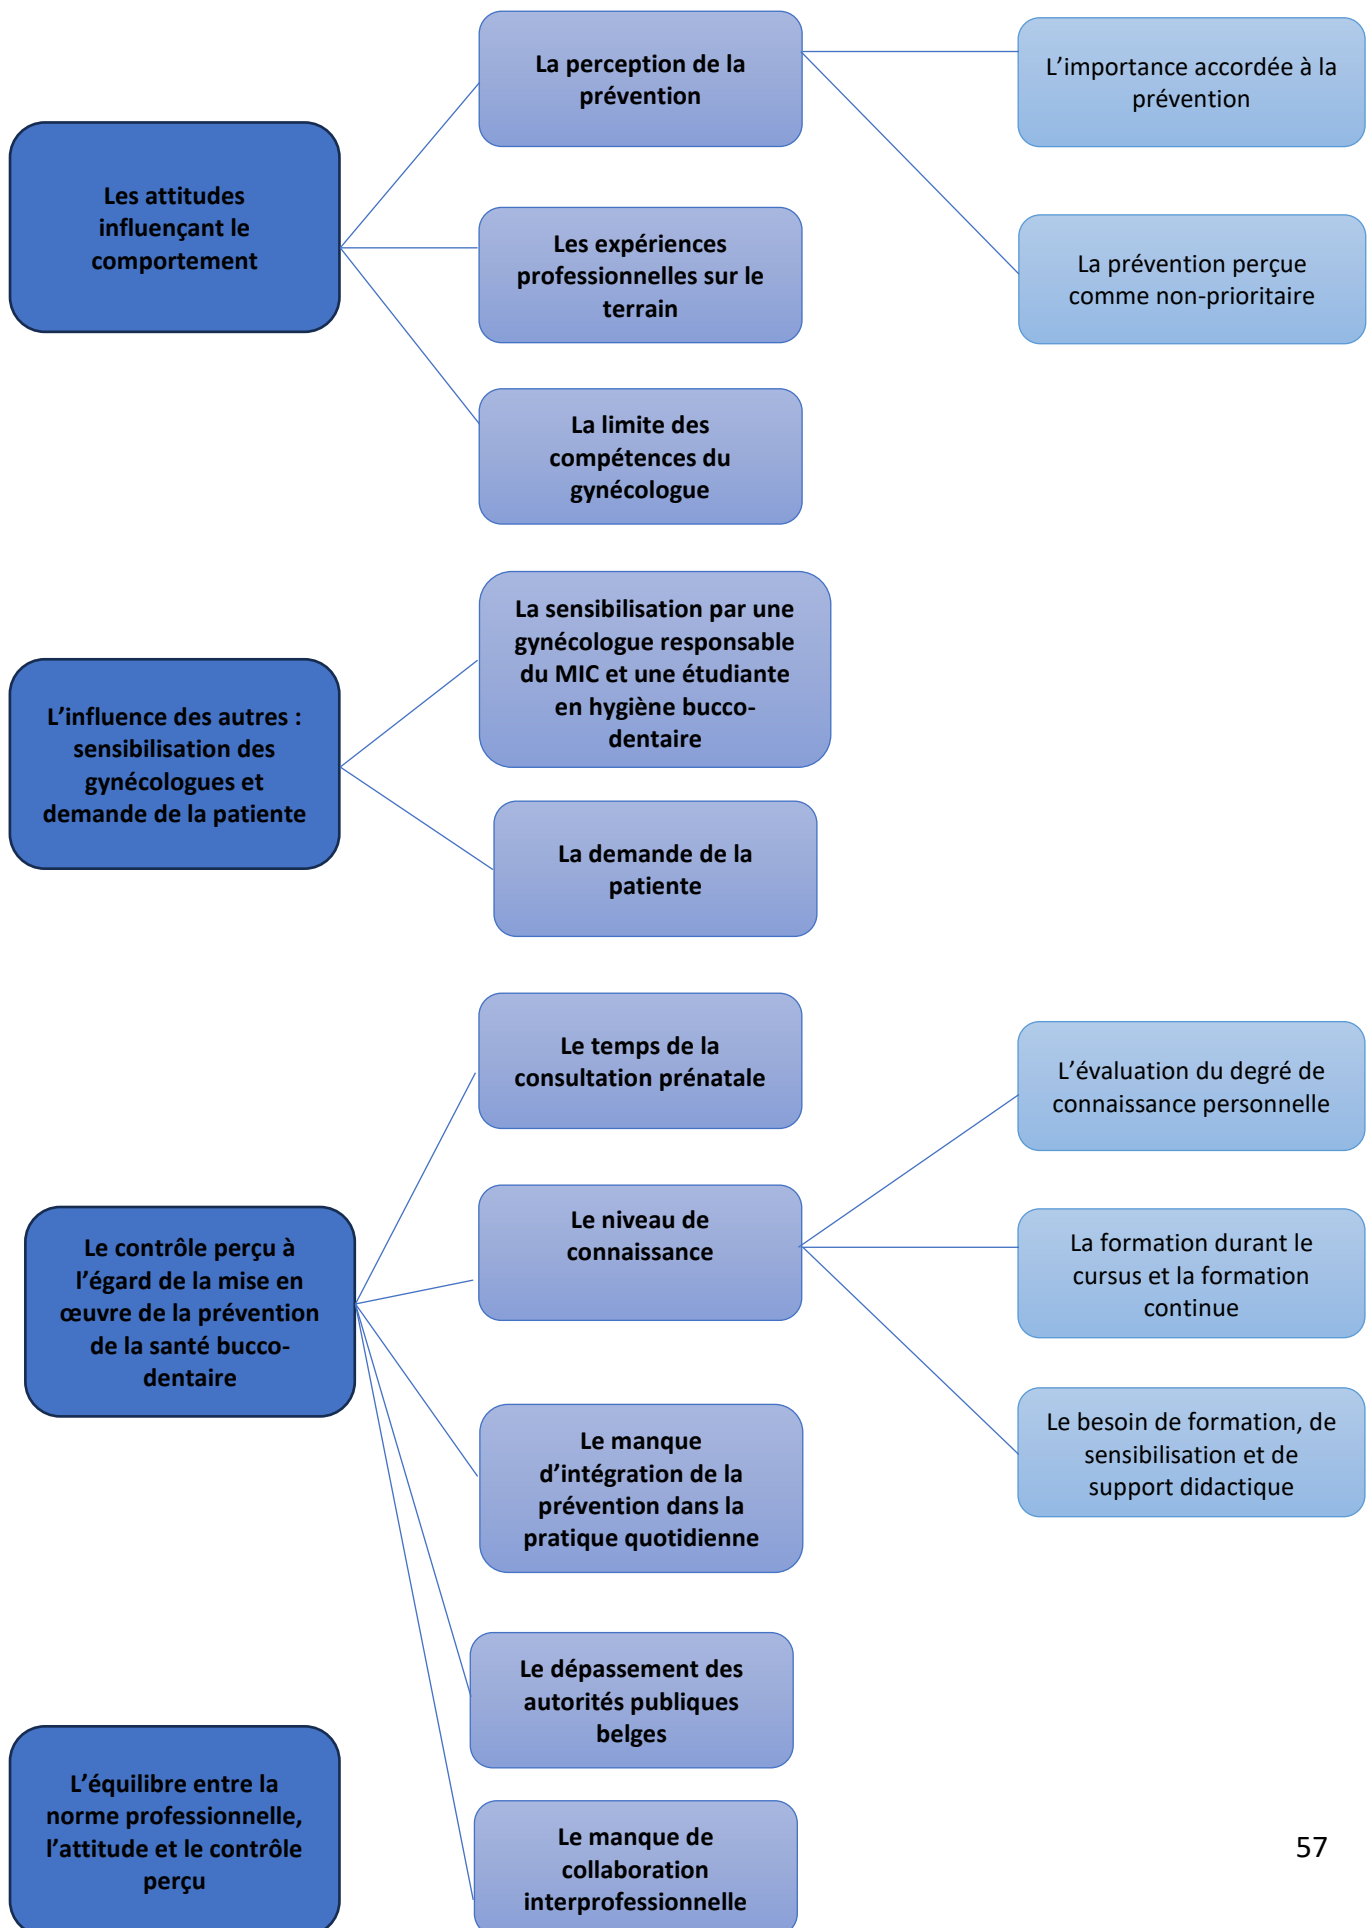 La perception de la
prévention
L'importance accordée à la
prévention
Les attitudes
influençant le
comportement
Les expériences
professionnelles sur le
terrain
La prévention perçue
comme non-prioritaire
La limite des
compétences du
gynécologue
La sensibilisation par une
gynécologue responsable
du MIC et une étudiante
en hygiène bucco-
dentaire
L'influence des autres :
sensibilisation des
gynécologues et
demande de la patiente
La demande de la
patiente
Le temps de la
consultation prénatale
L'évaluation du degré de
connaissance personnelle
Le contrôle perçu à
l'égard de la mise en
œuvre de la prévention
de la santé bucco-
dentaire
Le niveau de
connaissance
La formation durant le
cursus et la formation
continue
Le manque
d'intégration de la
prévention dans la
pratique quotidienne
Le besoin de formation, de
sensibilisation et de
support didactique
Le dépassement des
autorités publiques
belges
L'équilibre entre la
norme professionnelle,
l'attitude et le contrôle
perçu
Le manque de
collaboration
interprofessionnelle
57